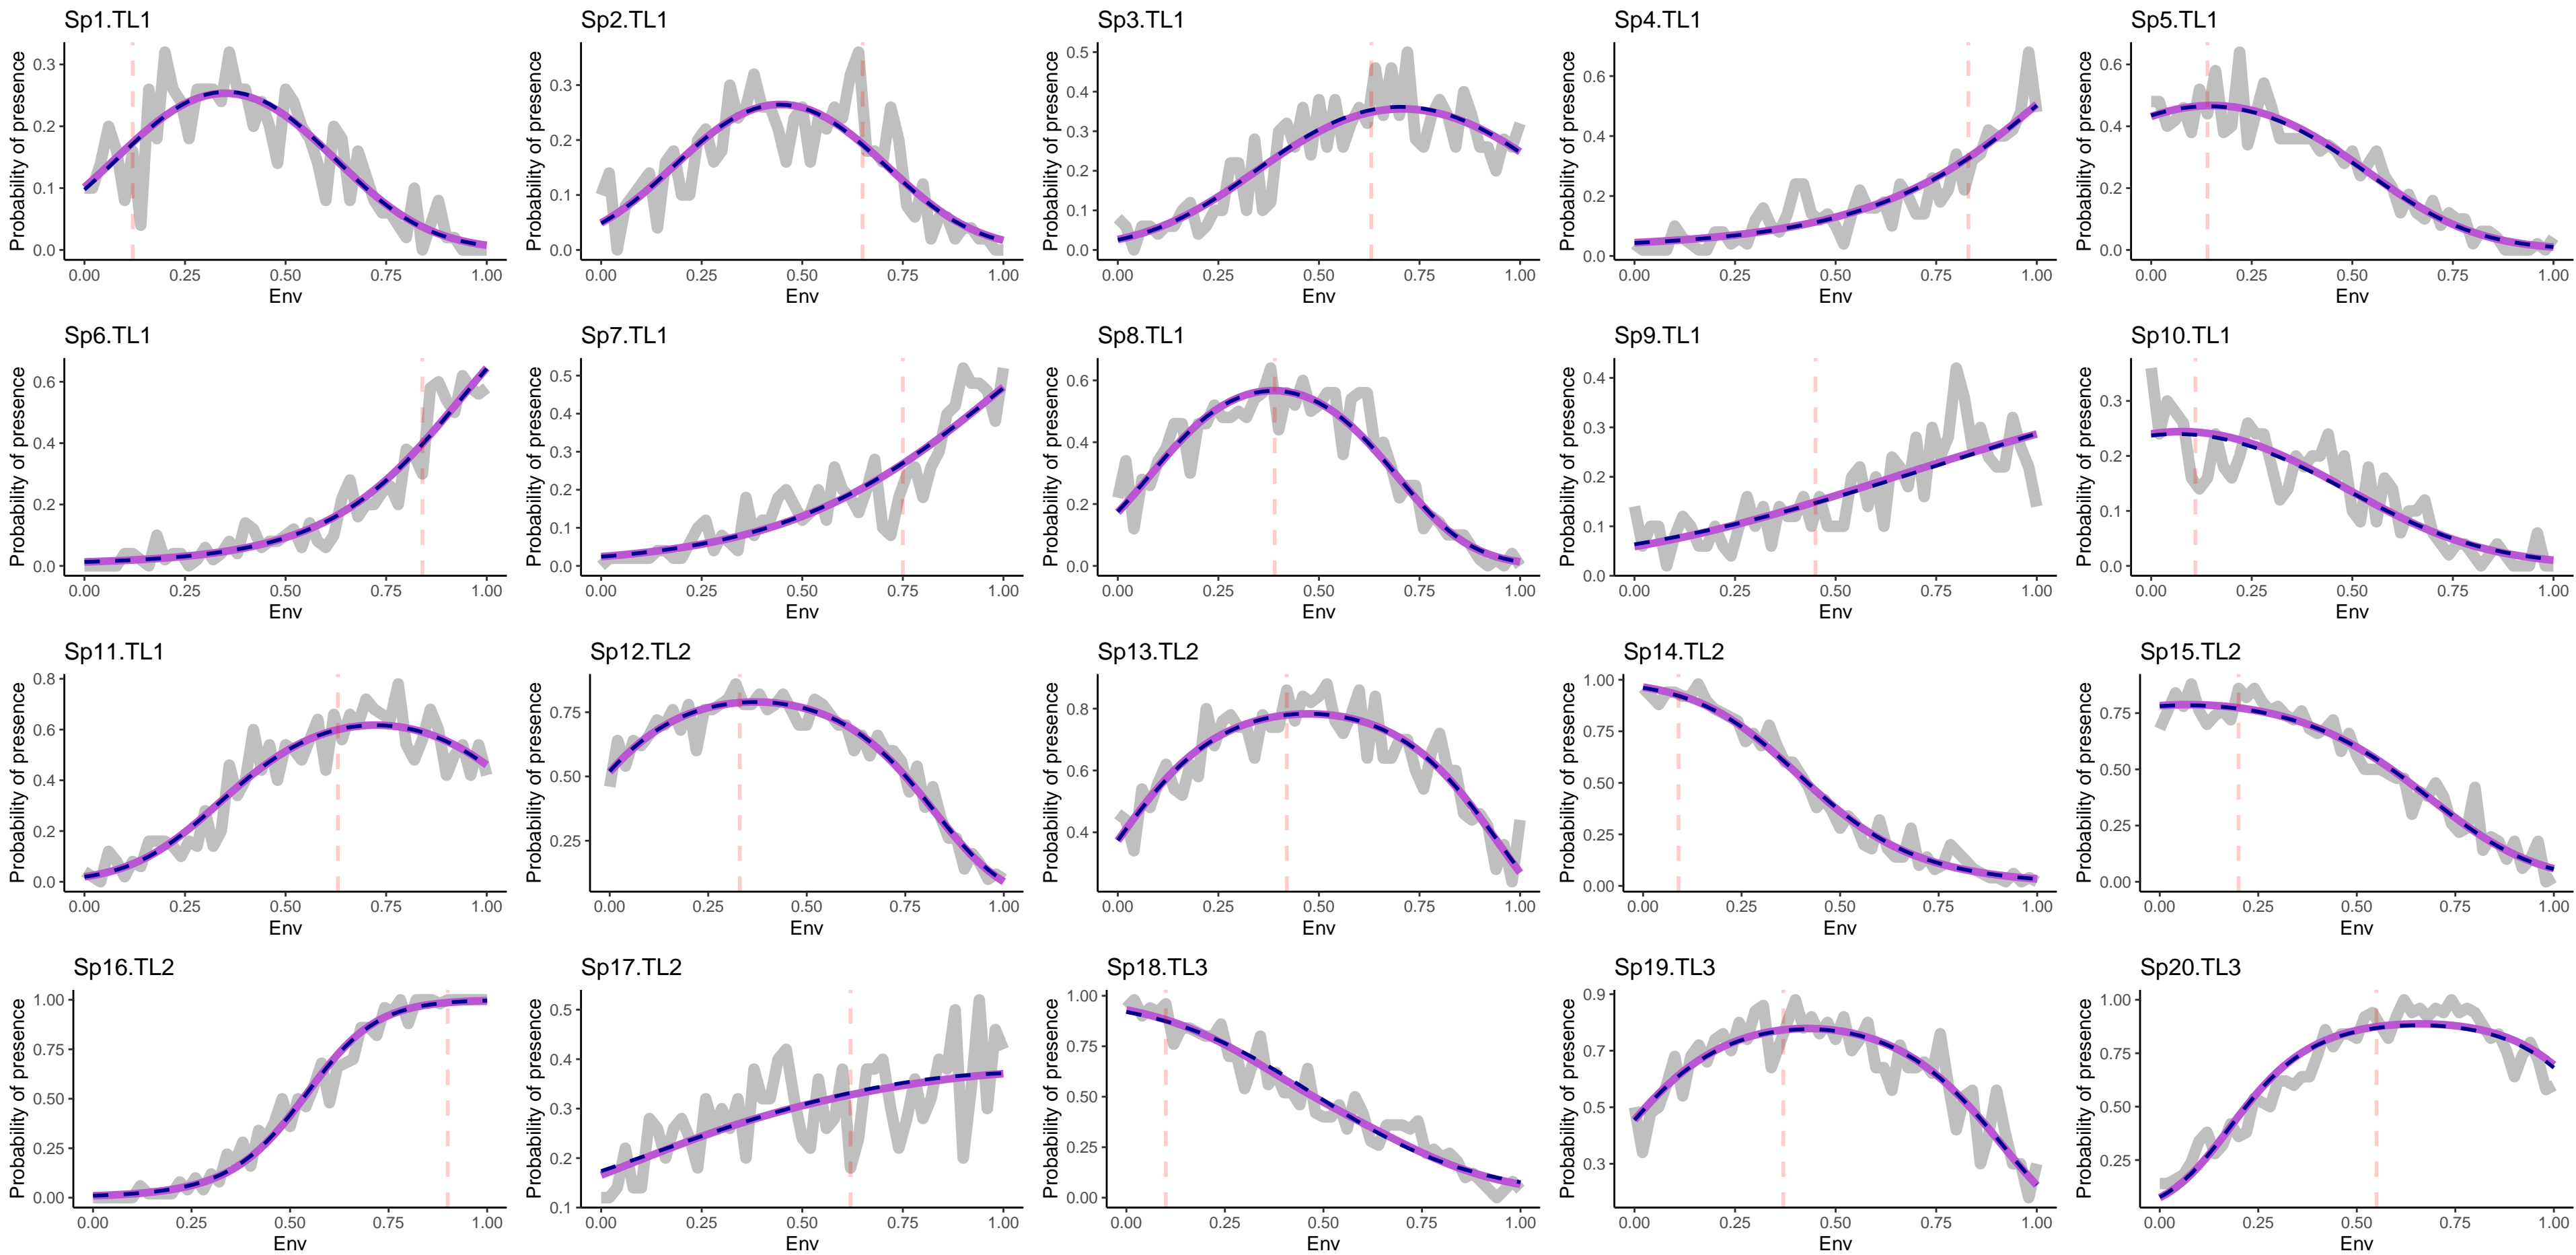 Sp1.TL1
Probability of presence
0.3
0.2
0.1
0.0
0.00 0.25 0.50 0.75 1.00
Env
Sp2.TL1
Probability of presence
0.3
0.2
0.1
0.0
0.00 0.25 0.50 0.75 1.00
Env
Sp3.TL1
Probability of presence
0.5
0.4
0.3
0.2
0.1
0.0
0.00 0.25 0.50 0.75 1.00
Env
Sp4.TL1
Probability of presence
0.6
0.4
0.2
0.0
0.00 0.25 0.50 0.75 1.00
Env
Sp5.TL1
Probability of presence
0.6
0.4
0.2
0.0
0.00 0.25 0.50 0.75 1.00
Env
Sp6.TL1
Probability of presence
0.6
0.4
0.2
0.0
0.00 0.25 0.50 0.75 1.00
Env
Sp7.TL1
Probability of presence
0.5
0.4
0.3
0.2
0.1
0.0
0.00 0.25 0.50 0.75 1.00
Env
Sp8.TL1
Probability of presence
0.6
0.4
0.2
0.0
0.00 0.25 0.50 0.75 1.00
Env
Sp9.TL1
Probability of presence
0.4
0.3
0.2
0.1
0.0
0.00 0.25 0.50 0.75 1.00
Env
Sp10.TL1
Probability of presence
0.3
0.2
0.1
0.0
0.00 0.25 0.50 0.75 1.00
Env
Sp11.TL1
Probability of presence
0.8
0.6
0.4
0.2
0.0
0.00 0.25 0.50 0.75 1.00
Env
Sp12.TL2
Probability of presence
0.75
0.50
0.25
0.00 0.25 0.50 0.75 1.00
Env
Sp13.TL2
Probability of presence
0.8
0.6
0.4
0.00 0.25 0.50 0.75 1.00
Env
Sp14.TL2
Probability of presence
1.00
0.75
0.50
0.25
0.00
0.00 0.25 0.50 0.75 1.00
Env
Sp15.TL2
Probability of presence
0.75
0.50
0.25
0.00
0.00 0.25 0.50 0.75 1.00
Env
Sp16.TL2
Probability of presence
1.00
0.75
0.50
0.25
0.00
0.00 0.25 0.50 0.75 1.00
Env
Sp17.TL2
Probability of presence
0.5
0.4
0.3
0.2
0.1
0.00 0.25 0.50 0.75 1.00
Env
Sp18.TL3
Probability of presence
1.00
0.75
0.50
0.25
0.00
0.00 0.25 0.50 0.75 1.00
Env
Sp19.TL3
Probability of presence
0.9
0.7
0.5
0.3
0.00 0.25 0.50 0.75 1.00
Env
Sp20.TL3
Probability of presence
1.00
0.75
0.50
0.25
0.00 0.25 0.50 0.75 1.00
Env